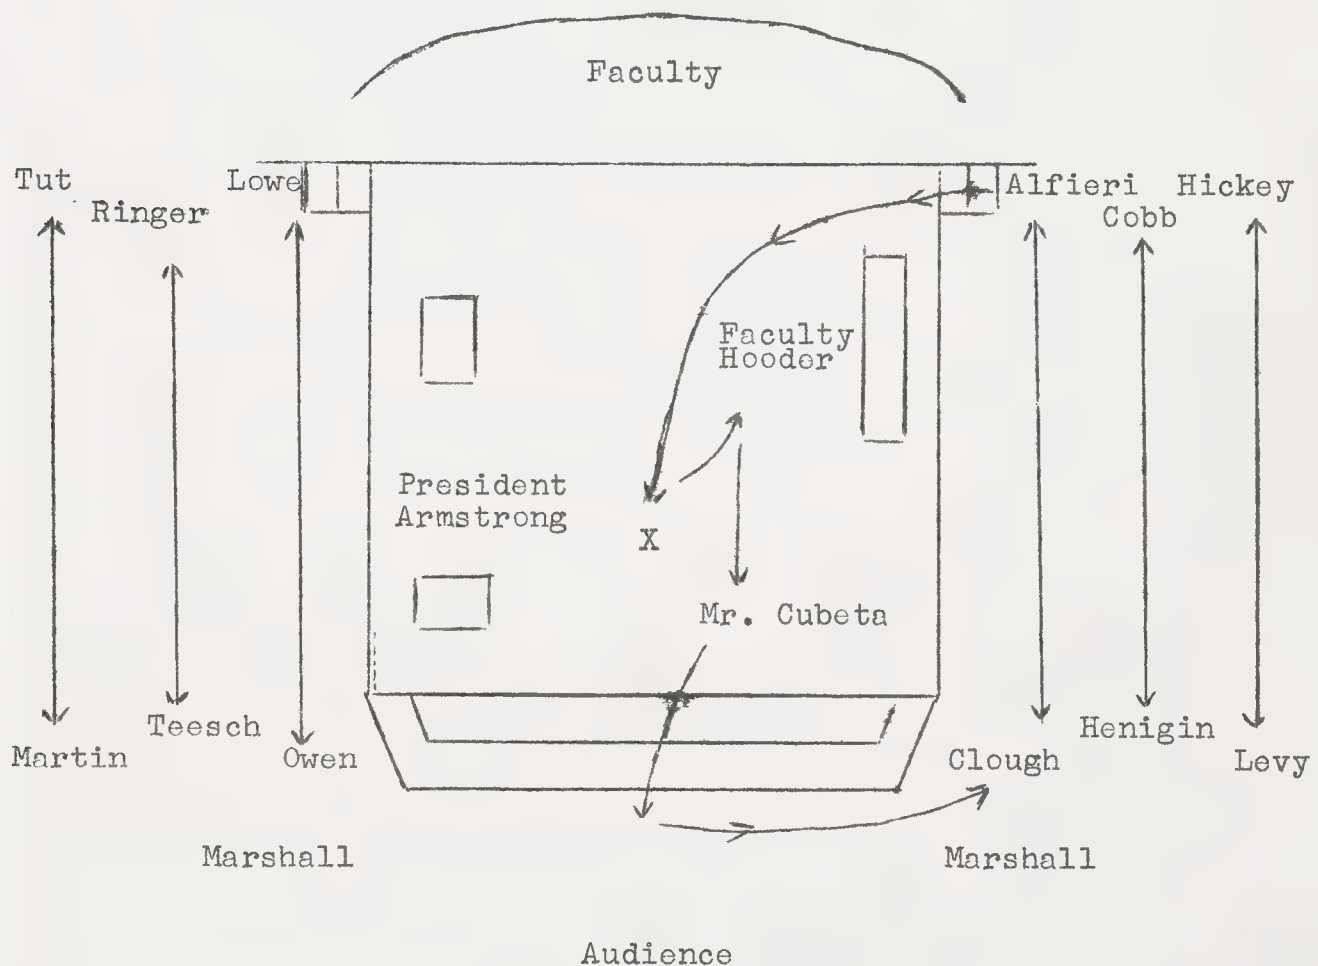 Faculty
Tut
Lowe
Alfieri
Hickey
Ringer
Cobb
Faculty
Hooder
President
Armstrong
X
Mr. Cubeta
Teesch
Henigin
Martin
Owen
Clough
Levy
Marshall
Marshall
Audience